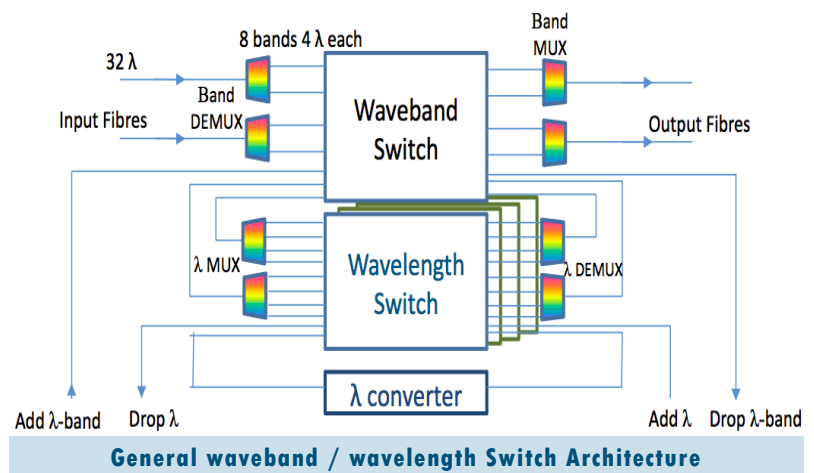 8 bands 4 λ each
Band
MUX
32 λ
Band
DEMUX
Input Fibres
Waveband
Switch
Output Fibres
λ MUX
Wavelength
Switch
λ DEMUX
λ converter
Add λ-band
Drop λ
Add λ
Drop λ-band
General waveband / wavelength Switch Architecture